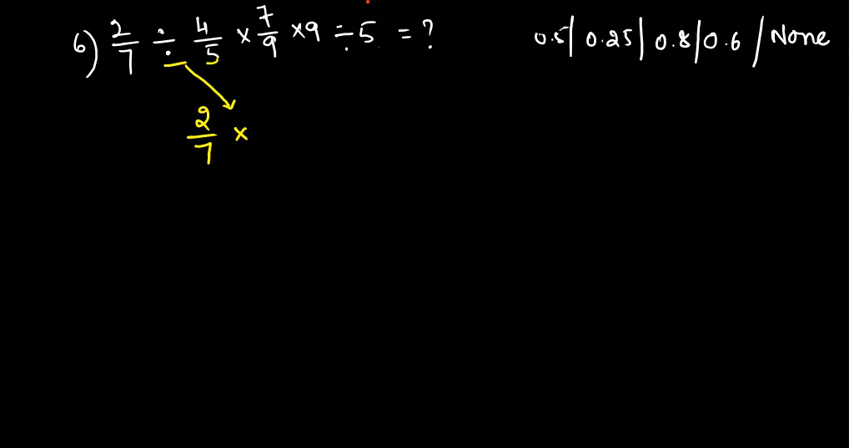 6) 2/7 ÷ 4/5 × 7/9 × 9 ÷ 5 = ? 0.5 | 0.25 | 0.8 | 0.6 / None
2/7 ×